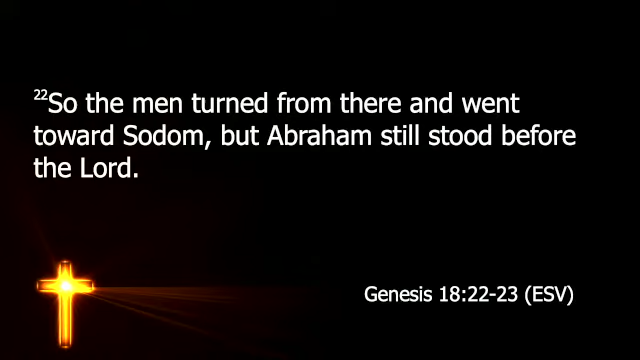 22So the men turned from there and went
toward Sodom, but Abraham still stood before
the Lord.
Genesis 18:22-23 (ESV)